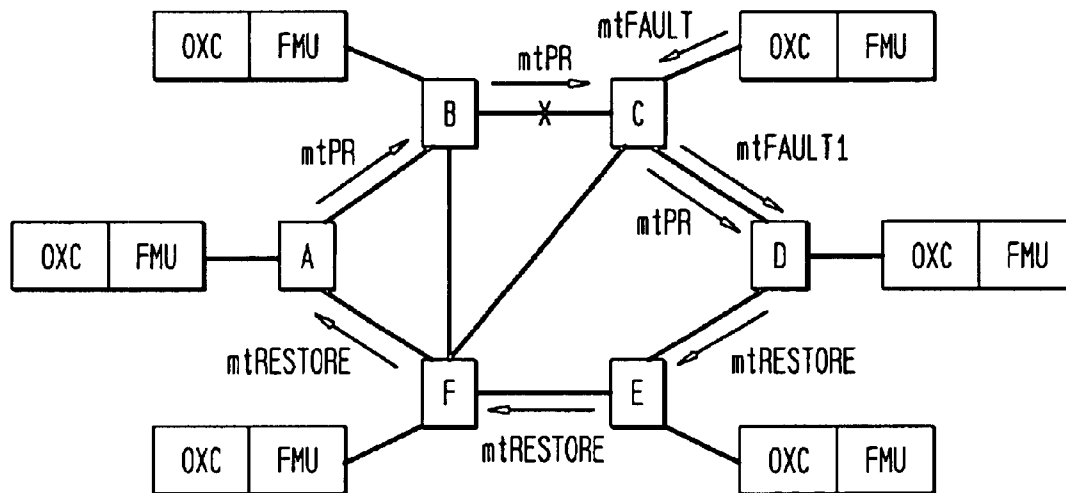 OXC FMU
mtPR
mtFAULT
OXC FMU
B
X
C
mtPR
mtFAULT1
mtPR
OXC FMU
A
D
OXC FMU
mtRESTORE
mtRESTORE
F
E
mtRESTORE
OXC FMU
OXC FMU